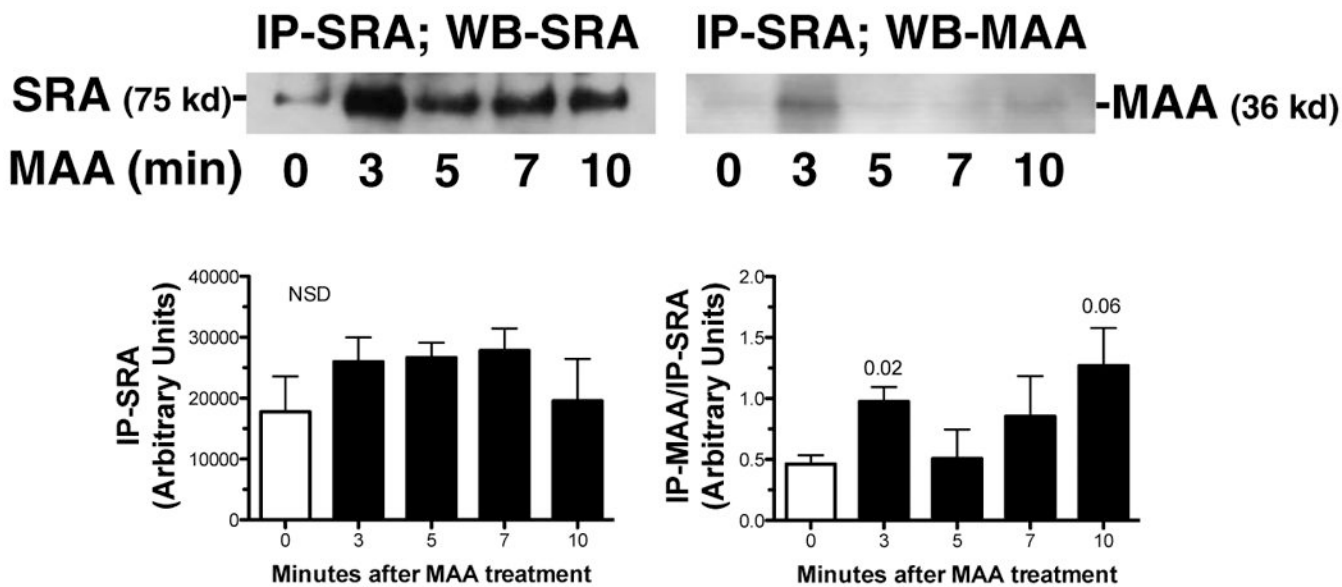 IP-SRA; WB-SRA
IP-SRA; WB-MAA
SRA (75 kd)-
-MAA (36 kd)
MAA (min) 0 3 5 7 10
0 3 5 7 10
IP-SRA
(Arbitrary Units)
40000
30000
20000
10000
0
NSD
0 3 5 7 10
Minutes after MAA treatment
IP-MAA/IP-SRA
(Arbitrary Units)
2.0
1.5
1.0
0.5
0.0
0.02
0.06
0 3 5 7 10
Minutes after MAA treatment